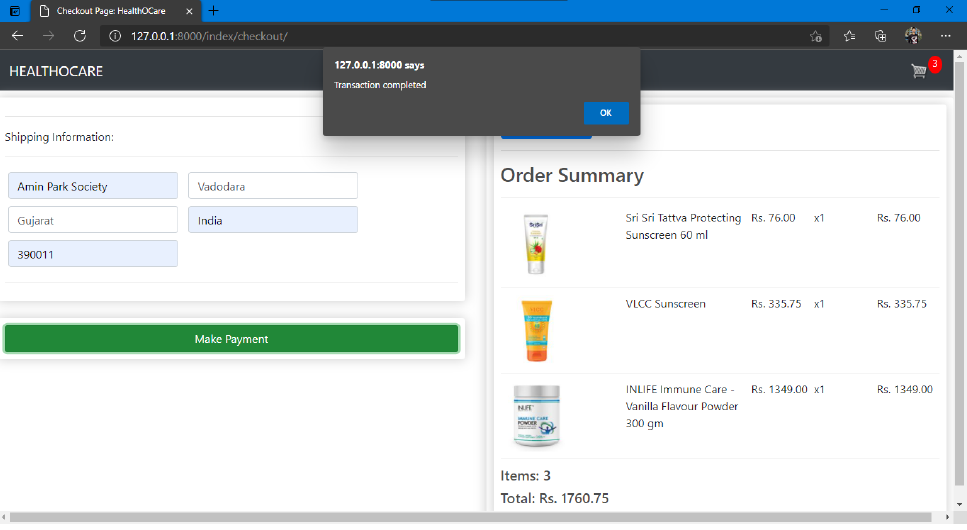 Checkout Page: HealthOCare
127.0.0.1:8000/index/checkout/
HEALTHOCARE
3
127.0.0.1:8000 says
Transaction completed
OK
Shipping Information:
Amin Park Society
Vadodara
Gujarat
India
390011
Make Payment
Order Summary
Sri Sri Tattva Protecting Rs. 76.00 x1 Rs. 76.00
Sunscreen 60 ml
VLCC Sunscreen Rs. 335.75 x1 Rs. 335.75
INLIFE Immune Care - Rs. 1349.00 x1 Rs. 1349.00
Vanilla Flavour Powder
300 gm
INLIFE
IMMUNE CARE
POWDER
Items: 3
Total: Rs. 1760.75